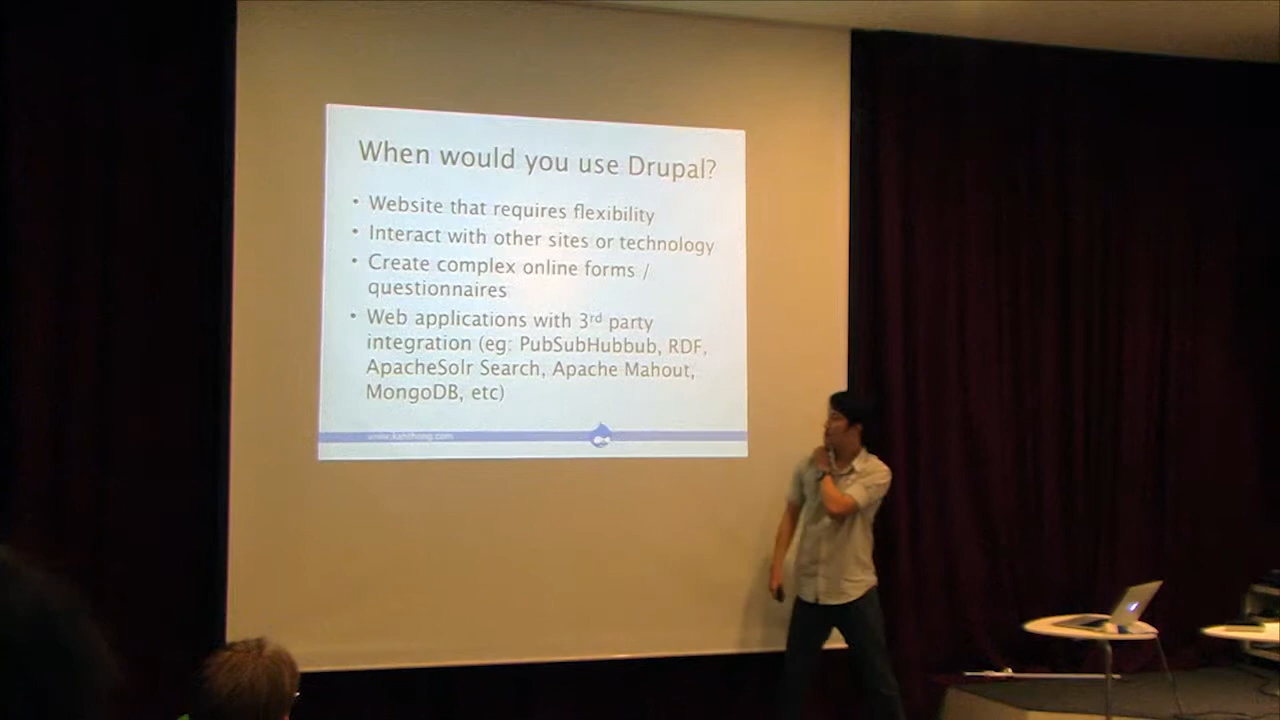 When would you use Drupal?
• Website that requires flexibility
• Interact with other sites or technology
• Create complex online forms /
questionnaires
• Web applications with 3rd party
integration (eg: PubSubHubbub, RDF,
ApacheSolr Search, Apache Mahout,
MongoDB, etc)